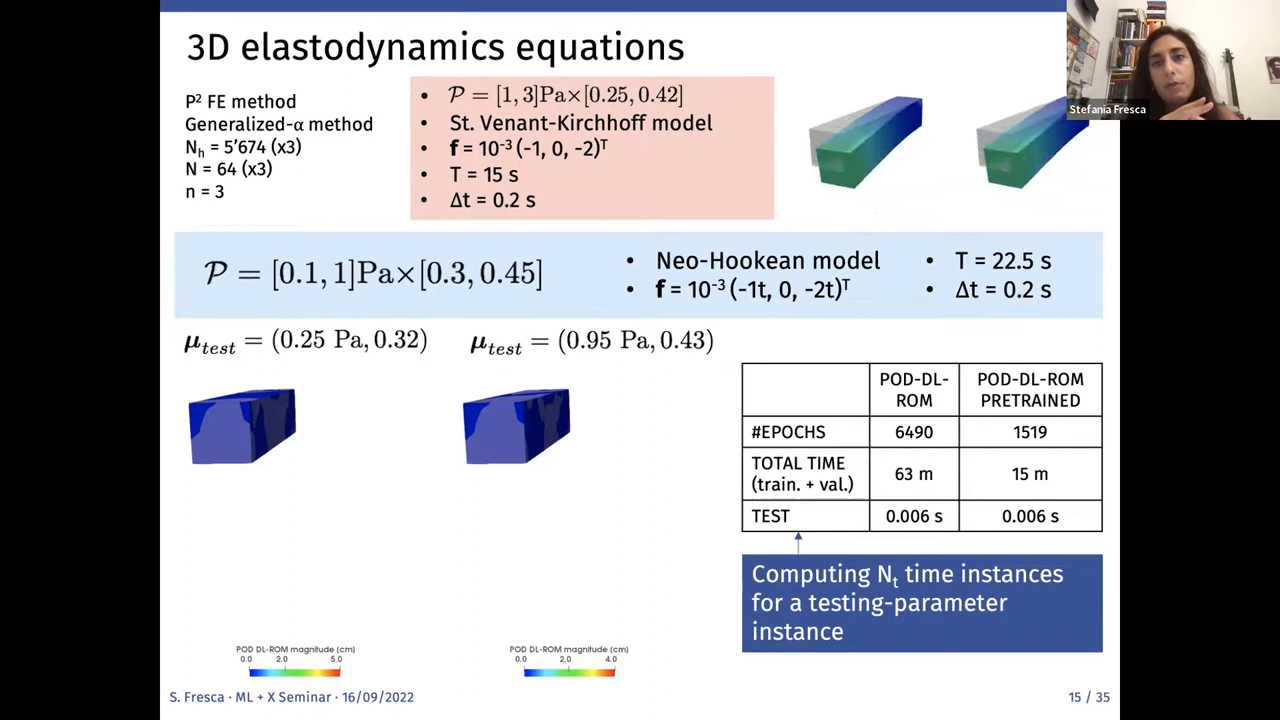 3D elastodynamics equations
Stefania Fresca
P² FE method
Generalized-α method
Nₕ = 5’674 (x3)
N = 64 (x3)
n = 3
• 𝒫 = [1, 3]Pa×[0.25, 0.42]
• St. Venant-Kirchhoff model
• f = 10⁻³ (-1, 0, -2)ᵀ
• T = 15 s
• Δt = 0.2 s
𝒫 = [0.1, 1]Pa×[0.3, 0.45]
• Neo-Hookean model
• f = 10⁻³ (-1t, 0, -2t)ᵀ
• T = 22.5 s
• Δt = 0.2 s
μ_test = (0.25 Pa, 0.32)
μ_test = (0.95 Pa, 0.43)
POD-DL-
ROM
POD-DL-ROM
PRETRAINED
#EPOCHS 6490 1519
TOTAL TIME
(train. + val.) 63 m 15 m
TEST 0.006 s 0.006 s
Computing Nₜ time instances
for a testing-parameter
instance
POD DL-ROM magnitude (cm)
0.0 2.0 5.0
POD DL-ROM magnitude (cm)
0.0 2.0 4.0
S. Fresca · ML + X Seminar · 16/09/2022
15 / 35